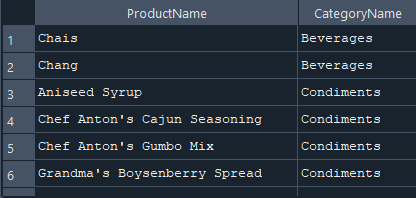 ProductName CategoryName
1 Chais Beverages
2 Chang Beverages
3 Aniseed Syrup Condiments
4 Chef Anton's Cajun Seasoning Condiments
5 Chef Anton's Gumbo Mix Condiments
6 Grandma's Boysenberry Spread Condiments